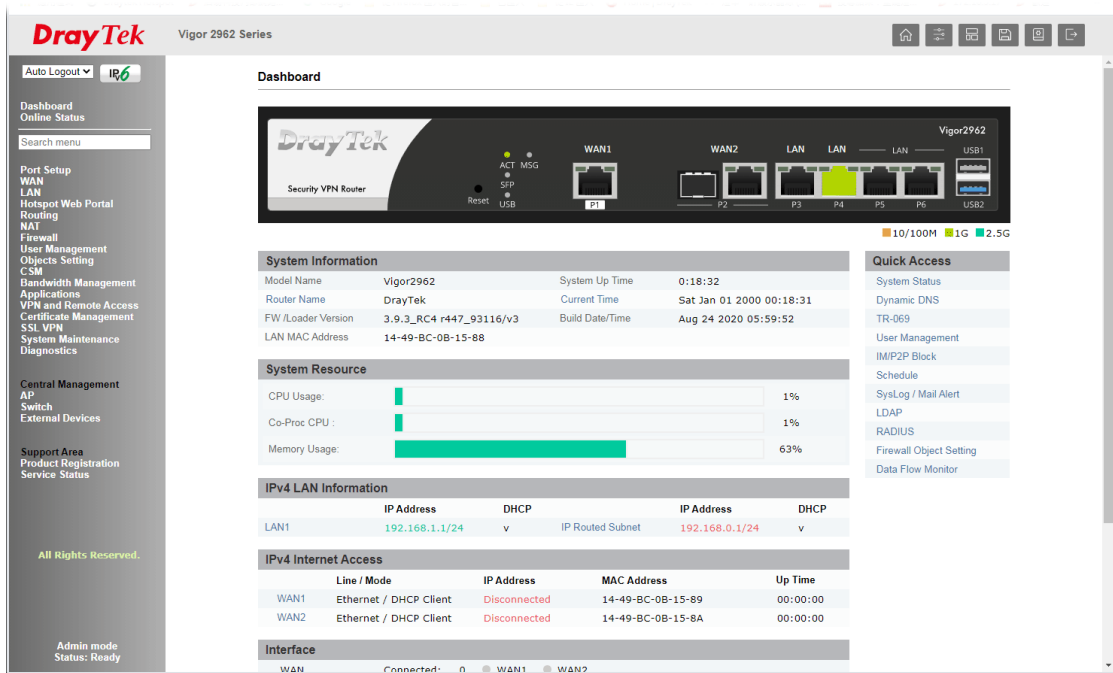 DrayTek
Vigor 2962 Series
Auto Logout
IPv6
Dashboard
Online Status
Search menu
Port Setup
WAN
LAN
Hotspot Web Portal
Routing
NAT
Firewall
User Management
Objects Setting
CSM
Bandwidth Management
Applications
VPN and Remote Access
Certificate Management
SSL VPN
System Maintenance
Diagnostics
Central Management
AP
Switch
External Devices
Support Area
Product Registration
Service Status
All Rights Reserved.
Admin mode
Status: Ready
Dashboard
DrayTek
Security VPN Router
Vigor2962
WAN1 WAN2 LAN LAN LAN USB1
ACT MSG
SFP
Reset USB
P1 P2 P3 P4 P5 P6 USB2
10/100M 1G 2.5G
System Information
Model Name Vigor2962 System Up Time 0:18:32
Router Name DrayTek Current Time Sat Jan 01 2000 00:18:31
FW /Loader Version 3.9.3_RC4 r447_93116/v3 Build Date/Time Aug 24 2020 05:59:52
LAN MAC Address 14-49-BC-0B-15-88
System Resource
CPU Usage: 1%
Co-Proc CPU : 1%
Memory Usage: 63%
IPv4 LAN Information
IP Address DHCP IP Address DHCP
LAN1 192.168.1.1/24 v IP Routed Subnet 192.168.0.1/24 v
IPv4 Internet Access
Line / Mode IP Address MAC Address Up Time
WAN1 Ethernet / DHCP Client Disconnected 14-49-BC-0B-15-89 00:00:00
WAN2 Ethernet / DHCP Client Disconnected 14-49-BC-0B-15-8A 00:00:00
Interface
WAN Connected: 0 WAN1 WAN2
Quick Access
System Status
Dynamic DNS
TR-069
User Management
IM/P2P Block
Schedule
SysLog / Mail Alert
LDAP
RADIUS
Firewall Object Setting
Data Flow Monitor